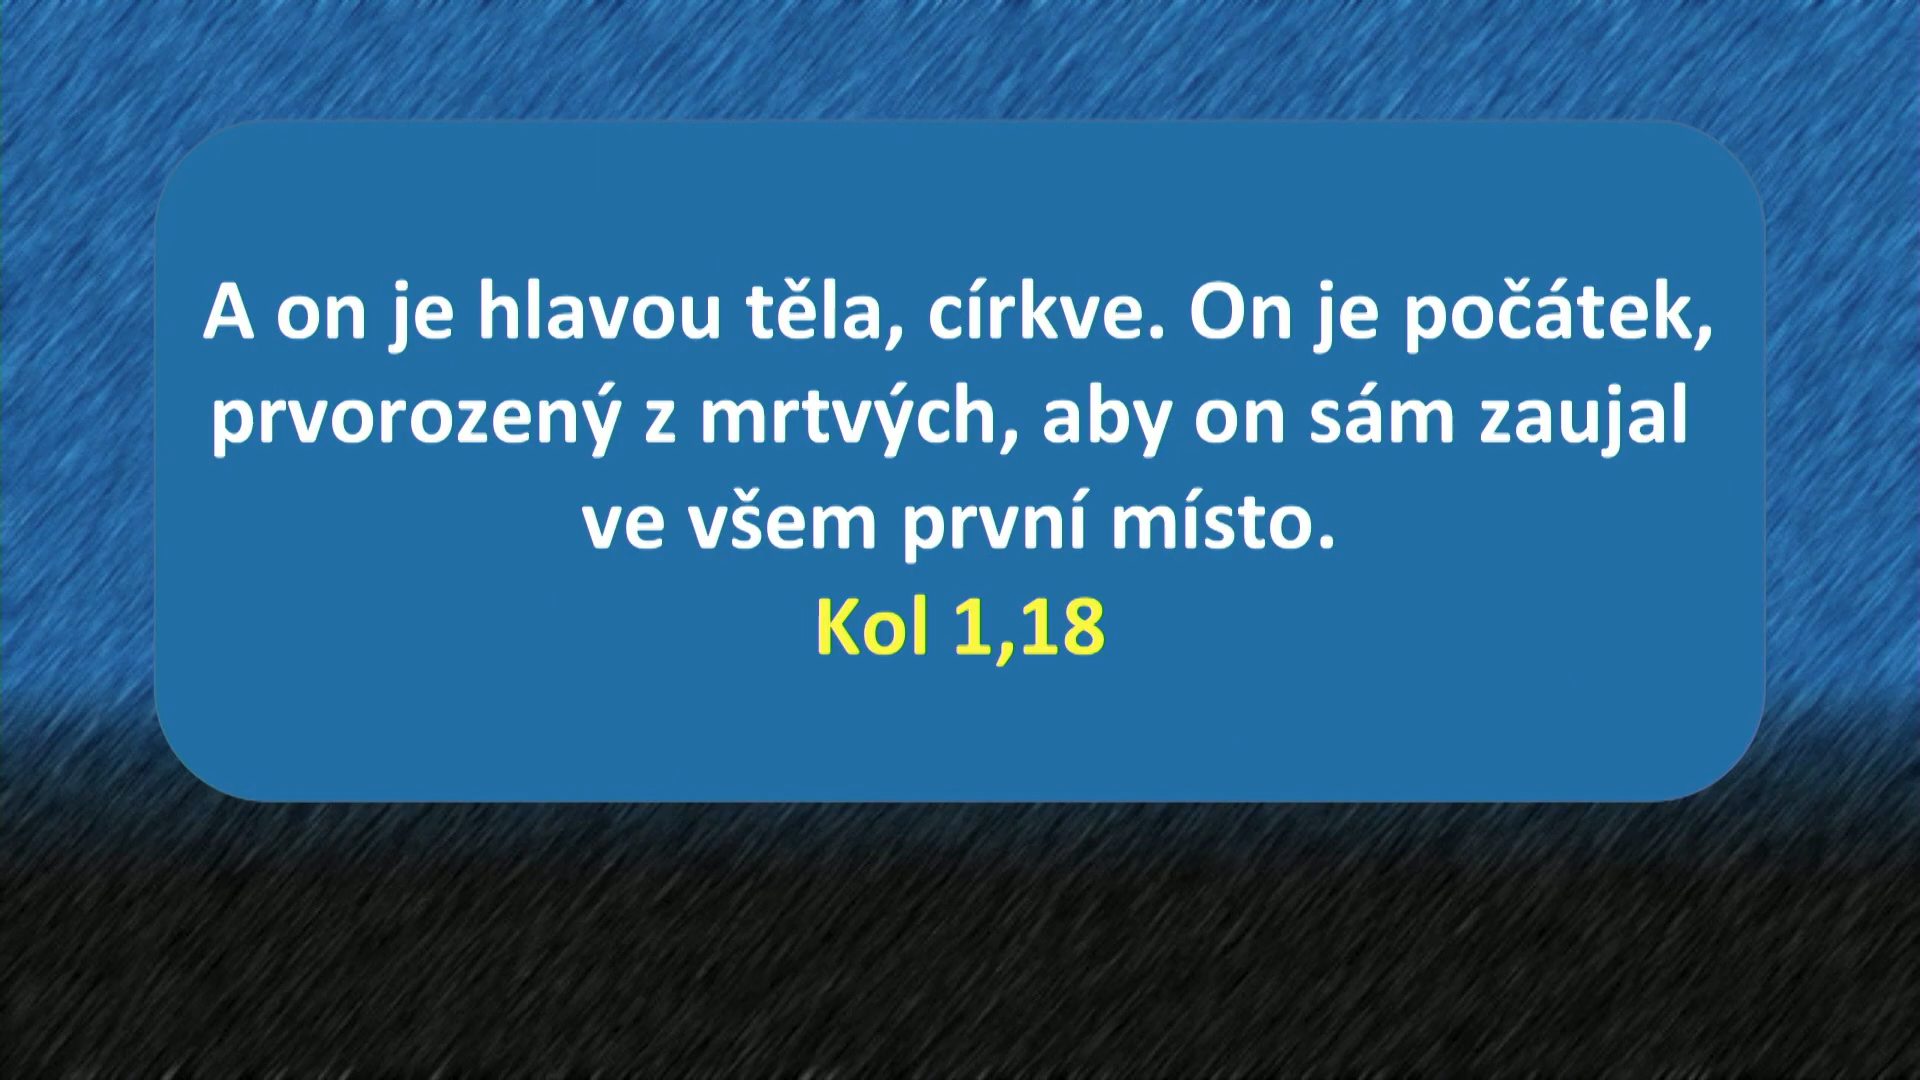 A on je hlavou těla, církve. On je počátek,
prvorozený z mrtvých, aby on sám zaujal
ve všem první místo.
Kol 1,18